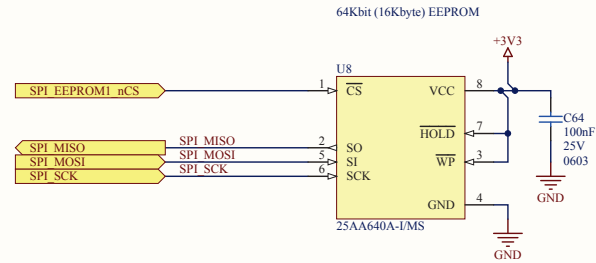 64Kbit (16Kbyte) EEPROM
+3V3
U8
SPI_EEPROM1_nCS 1 CS VCC 8
C64
100nF
25V
0603
HOLD 7
SPI_MISO SPI_MISO 2 SO
SPI_MOSI SPI_MOSI 5 SI WP 3
SPI_SCK SPI_SCK 6 SCK
GND
GND 4
25AA640A-I/MS
GND